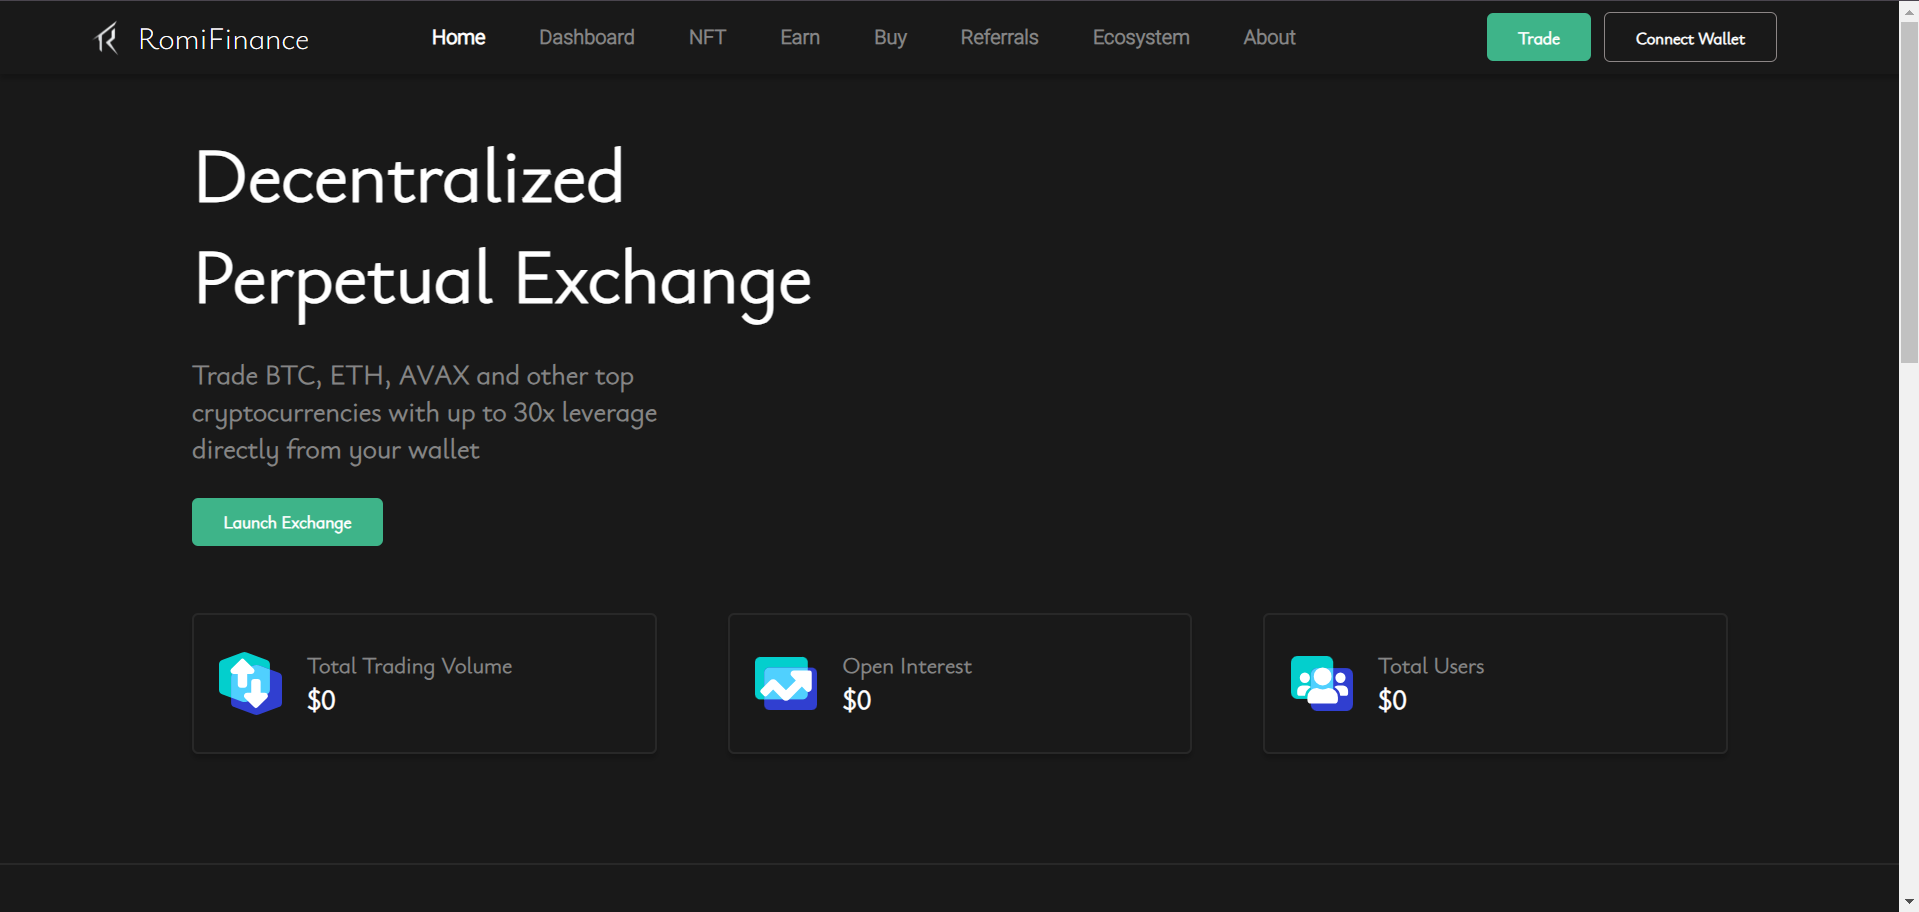 RomiFinance
Home
Dashboard
NFT
Earn
Buy
Referrals
Ecosystem
About
Trade
Connect Wallet
Decentralized
Perpetual Exchange
Trade BTC, ETH, AVAX and other top
cryptocurrencies with up to 30x leverage
directly from your wallet
Launch Exchange
Total Trading Volume
$0
Open Interest
$0
Total Users
$0